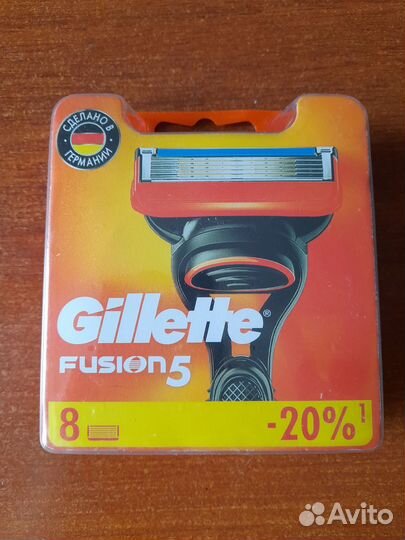 СДЕЛАНО В
ГЕРМАНИИ
Gillette®
FUSION5
8 -20%¹
Avito